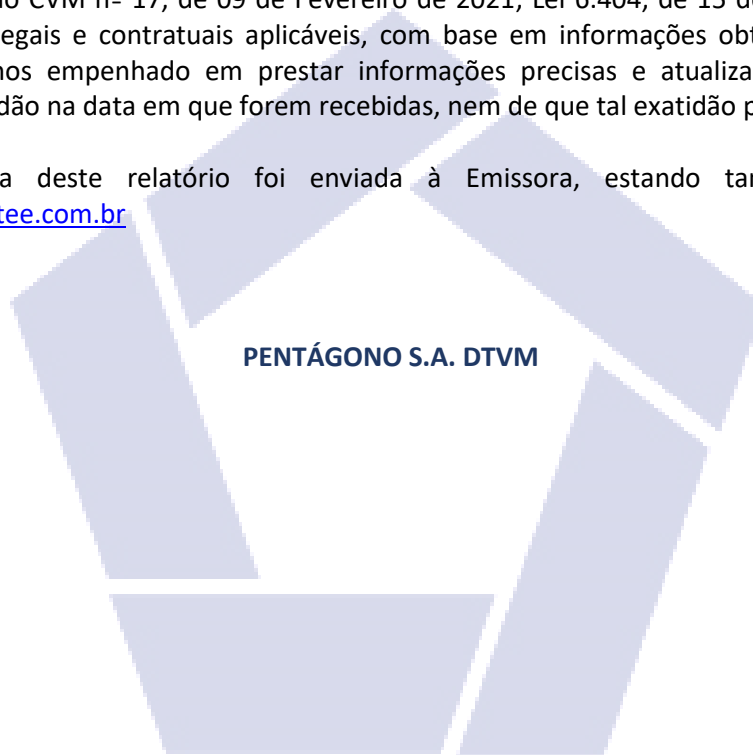 CVM nº 17, de 09 de Fevereiro de 2021, Lei 6.404, de 15 de
egais e contratuais aplicáveis, com base em informações obt
nos empenhado em prestar informações precisas e atualiza
dão na data em que forem recebidas, nem de que tal exatidão p
a deste relatório foi enviada à Emissora, estando tar
tee.com.br
PENTÁGONO S.A. DTVM